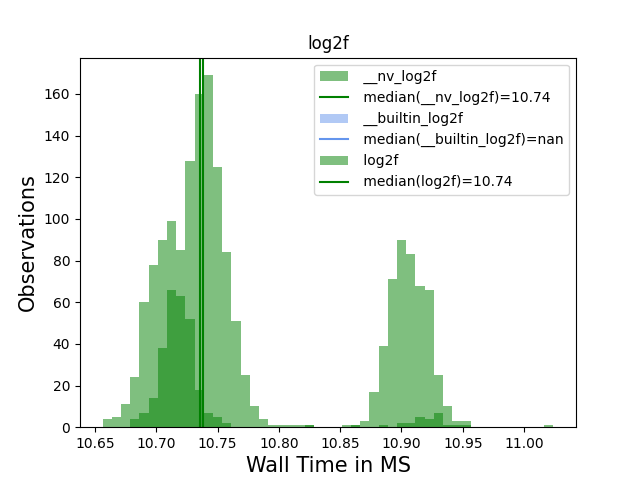 log2f
__nv_log2f
median(__nv_log2f)=10.74
__builtin_log2f
median(__builtin_log2f)=nan
log2f
median(log2f)=10.74
Observations
160
140
120
100
80
60
40
20
0
10.65 10.70 10.75 10.80 10.85 10.90 10.95 11.00
Wall Time in MS